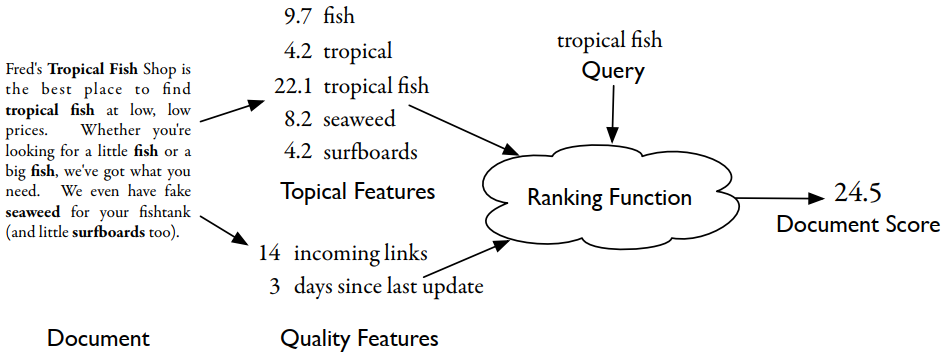 Fred's Tropical Fish Shop is
the best place to find
tropical fish at low, low
prices. Whether you're
looking for a little fish or a
big fish, we've got what you
need. We even have fake
seaweed for your fishtank
(and little surfboards too).
Document
9.7 fish
4.2 tropical
22.1 tropical fish
8.2 seaweed
4.2 surfboards
Topical Features
14 incoming links
3 days since last update
Quality Features
tropical fish
Query
Ranking Function
24.5
Document Score